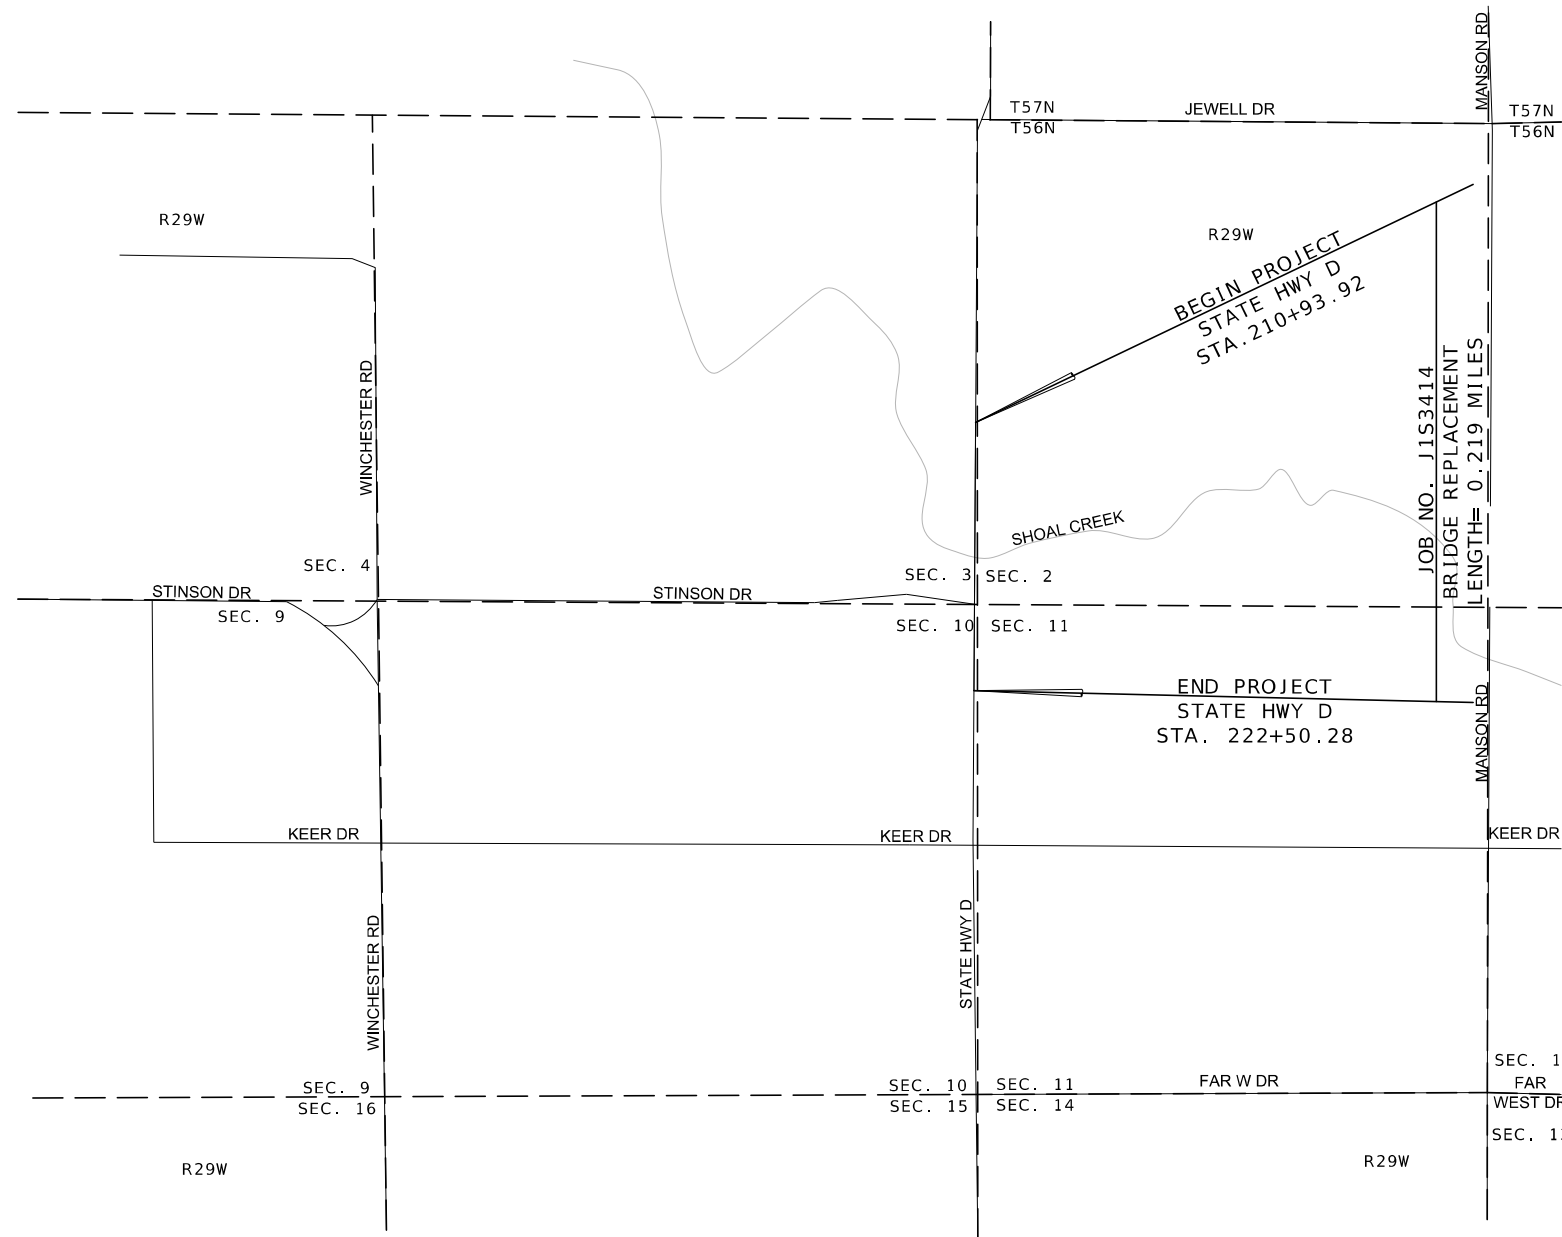 MANSON RD
T57N
T56N
JEWELL DR
T57N
T56N
R29W
R29W
BEGIN PROJECT
STATE HWY D
STA.210+93.92
WINCHESTER RD
JOB NO. J1S3414
BRIDGE REPLACEMENT
LENGTH= 0.219 MILES
SHOAL CREEK
SEC. 4
SEC. 3
SEC. 2
STINSON DR
STINSON DR
SEC. 9
SEC. 10
SEC. 11
END PROJECT
STATE HWY D
STA. 222+50.28
MANSON RD
KEER DR
KEER DR
KEER DR
WINCHESTER RD
STATE HWY D
SEC. 9
SEC. 16
SEC. 10
SEC. 11
SEC. 15
SEC. 14
FAR W DR
SEC. 1
FAR
WEST DR
SEC. 1
R29W
R29W